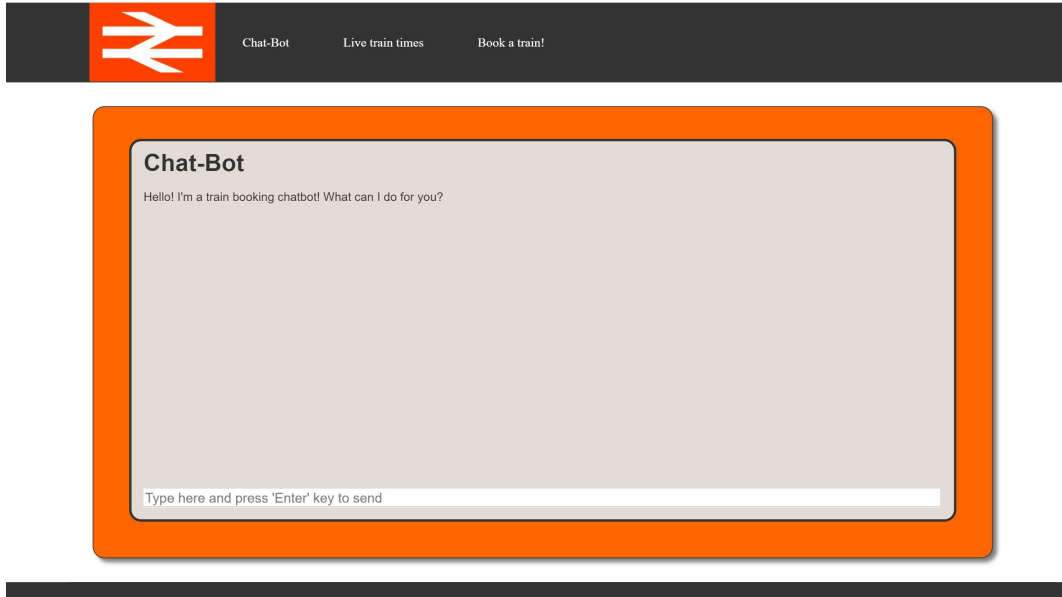 Chat-Bot Live train times Book a train!
Chat-Bot
Hello! I'm a train booking chatbot! What can I do for you?
Type here and press 'Enter' key to send